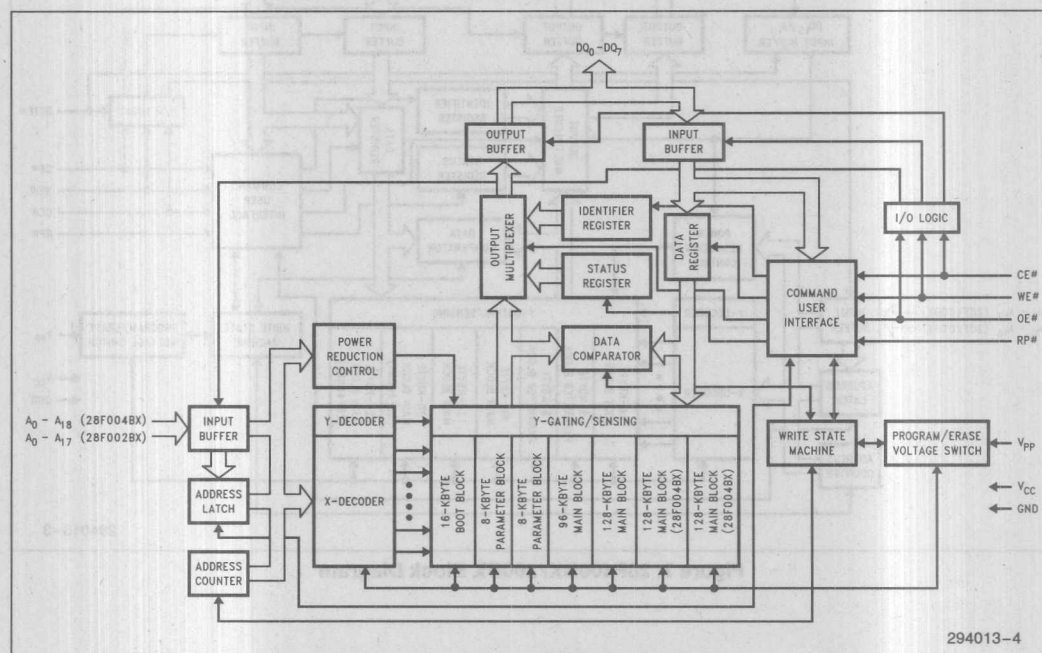 DQ0-DQ7
OUTPUT
BUFFER
INPUT
BUFFER
OUTPUT
MULTIPLEXER
IDENTIFIER
REGISTER
DATA
REGISTER
I/O LOGIC
STATUS
REGISTER
COMMAND
USER
INTERFACE
CE#
WE#
OE#
RP#
POWER
REDUCTION
CONTROL
DATA
COMPARATOR
A0 - A18 (28F004BX)
A0 - A17 (28F002BX)
INPUT
BUFFER
Y-DECODER
Y-GATING/SENSING
WRITE STATE
MACHINE
PROGRAM/ERASE
VOLTAGE SWITCH
VPP
VCC
GND
ADDRESS
LATCH
X-DECODER
16-KBYTE
BOOT BLOCK
8-KBYTE
PARAMETER BLOCK
8-KBYTE
PARAMETER BLOCK
96-KBYTE
MAIN BLOCK
128-KBYTE
MAIN BLOCK
128-KBYTE
MAIN BLOCK
(28F004BX)
128-KBYTE
MAIN BLOCK
(28F004BX)
ADDRESS
COUNTER
294013-4